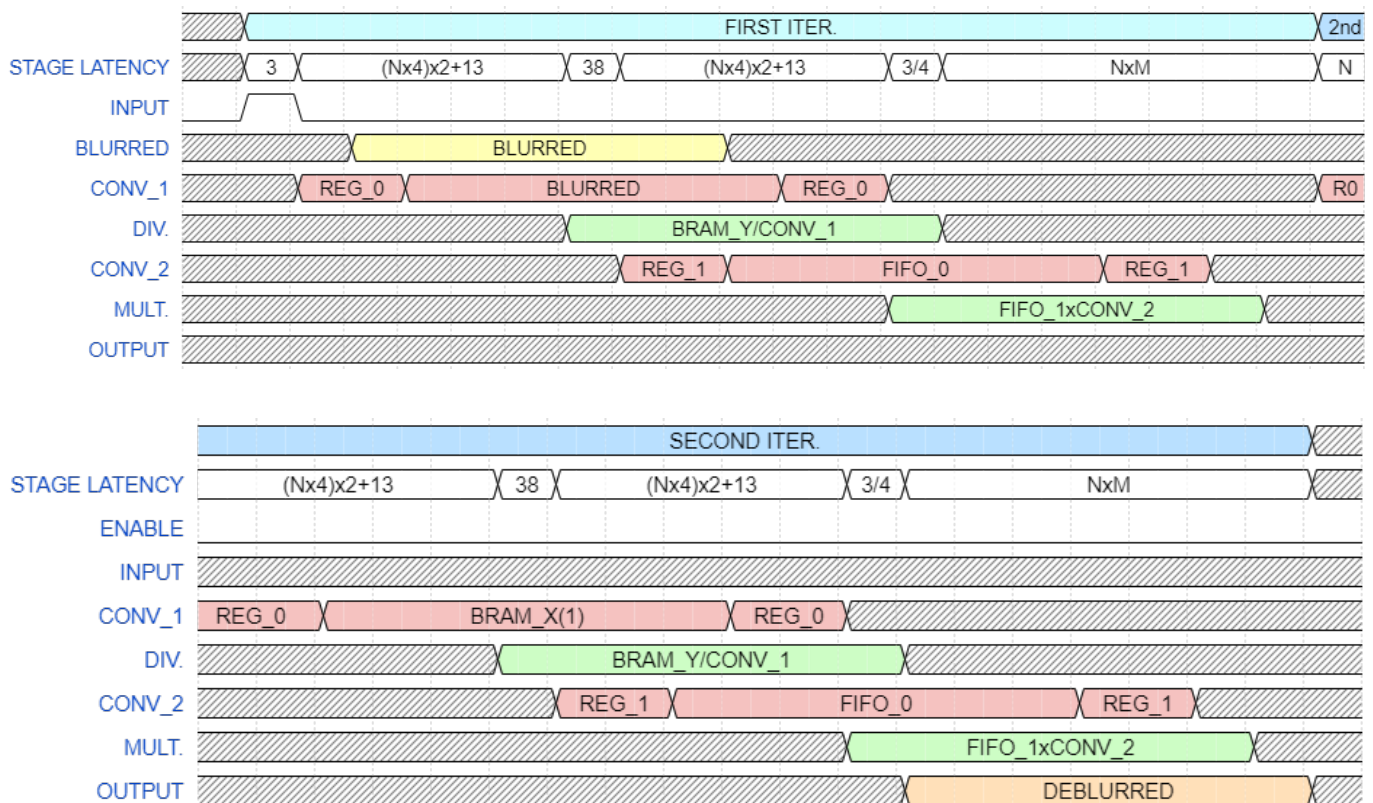 FIRST ITER. 2nd
STAGE LATENCY 3 (Nx4)x2+13 38 (Nx4)x2+13 3/4 NxM N
INPUT
BLURRED BLURRED
CONV_1 REG_0 BLURRED REG_0 R0
DIV. BRAM_Y/CONV_1
CONV_2 REG_1 FIFO_0 REG_1
MULT. FIFO_1xCONV_2
OUTPUT
SECOND ITER.
STAGE LATENCY (Nx4)x2+13 38 (Nx4)x2+13 3/4 NxM
ENABLE
INPUT
CONV_1 REG_0 BRAM_X(1) REG_0
DIV. BRAM_Y/CONV_1
CONV_2 REG_1 FIFO_0 REG_1
MULT. FIFO_1xCONV_2
OUTPUT DEBLURRED